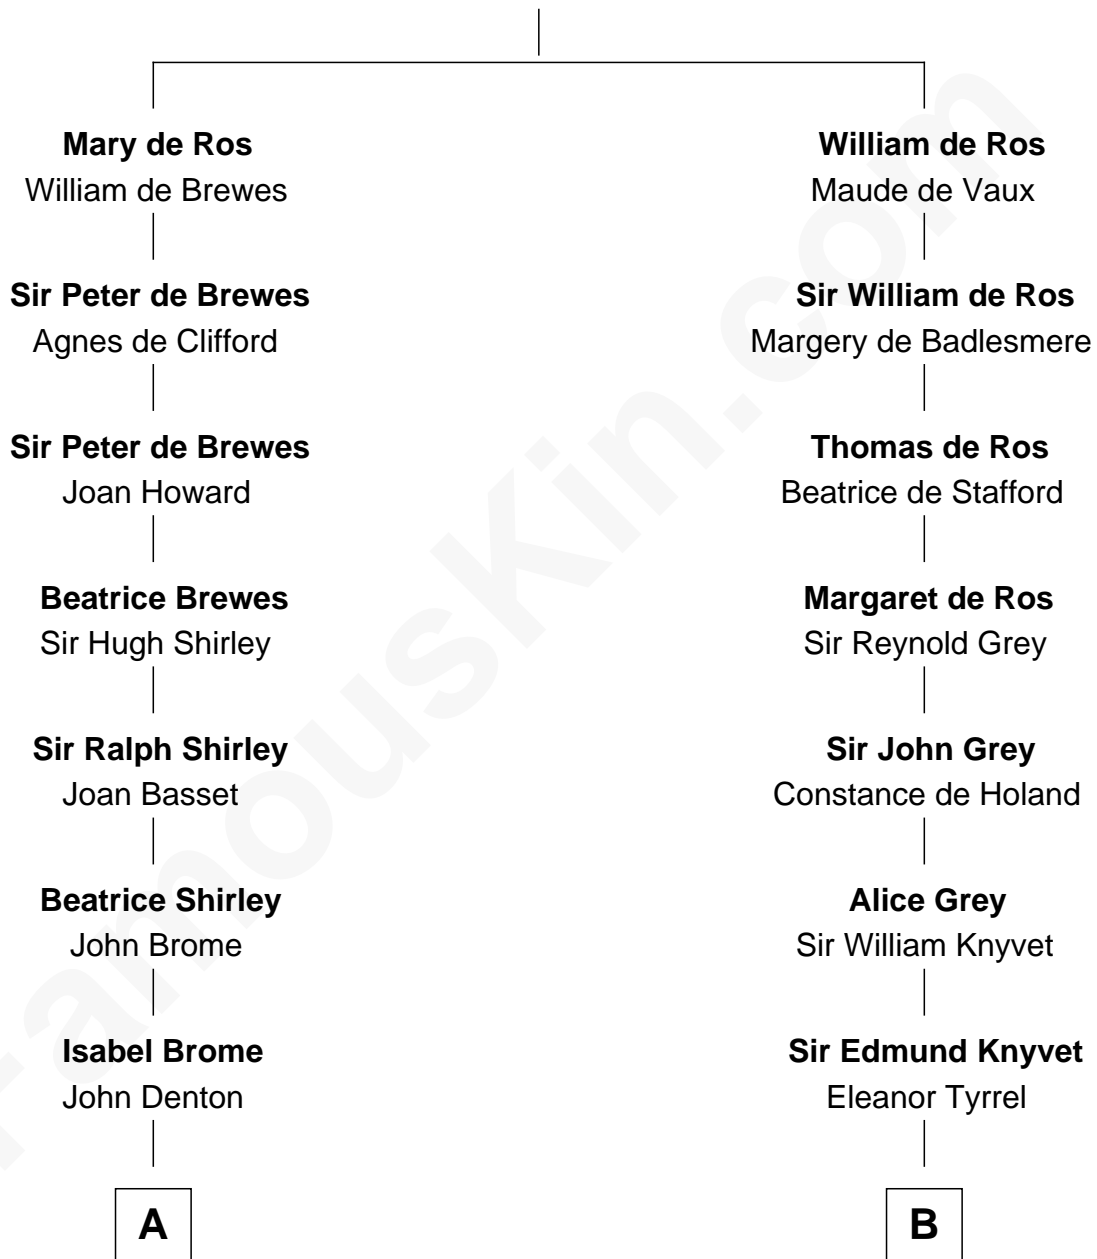 Mary de Ros
William de Brewes
William de Ros
Maude de Vaux
Sir Peter de Brewes
Agnes de Clifford
Sir William de Ros
Margery de Badlesmere
Sir Peter de Brewes
Joan Howard
Thomas de Ros
Beatrice de Stafford
Beatrice Brewes
Sir Hugh Shirley
Margaret de Ros
Sir Reynold Grey
Sir Ralph Shirley
Joan Basset
Sir John Grey
Constance de Holand
Beatrice Shirley
John Brome
Alice Grey
Sir William Knyvet
Isabel Brome
John Denton
Sir Edmund Knyvet
Eleanor Tyrrel
A
B
FamousKin.com